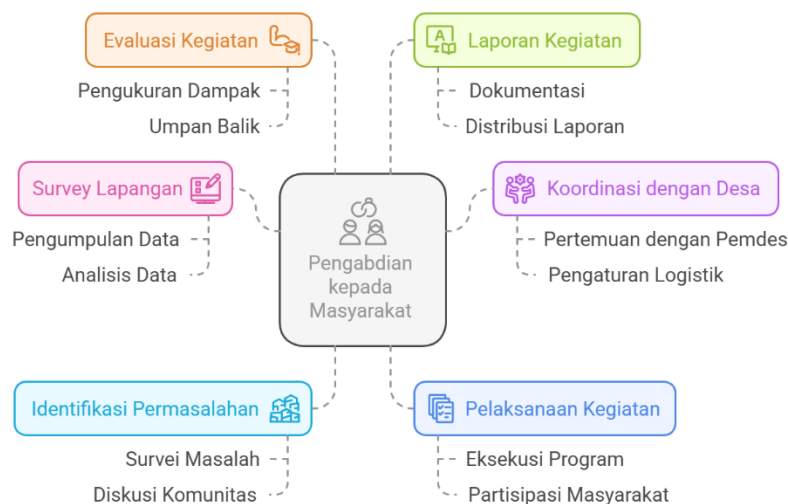 Evaluasi Kegiatan
Pengukuran Dampak
Umpan Balik
Laporan Kegiatan
A
Dokumentasi
Distribusi Laporan
Survey Lapangan
Pengumpulan Data
Analisis Data
Pengabdian
kepada
Masyarakat
Koordinasi dengan Desa
Pertemuan dengan Pemdes
Pengaturan Logistik
Identifikasi Permasalahan
Survei Masalah
Diskusi Komunitas
Pelaksanaan Kegiatan
Eksekusi Program
Partisipasi Masyarakat